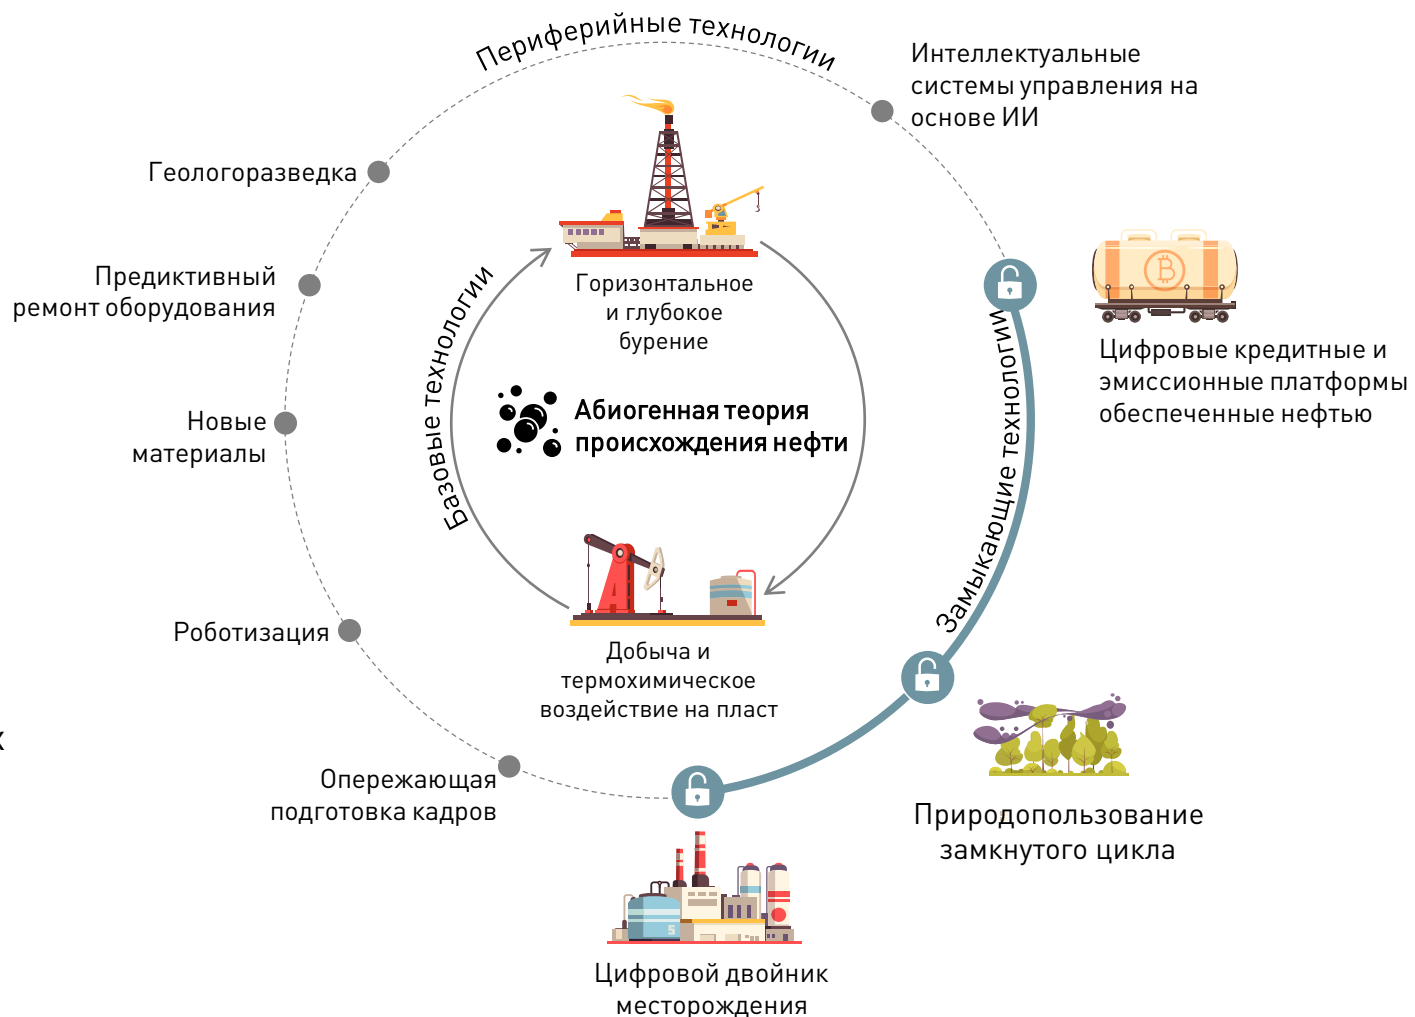 Периферийные технологии
Интеллектуальные
системы управления на
основе ИИ
Геологоразведка
Предиктивный
ремонт оборудования
Новые
материалы
Роботизация
Опережающая
подготовка кадров
Базовые технологии
Горизонтальное
и глубокое
бурение
Абиогенная теория
происхождения нефти
Добыча и
термохимическое
воздействие на пласт
Замыкающие технологии
Цифровые кредитные и
эмиссионные платформы
обеспеченные нефтью
Природопользование
замкнутого цикла
5
Цифровой двойник
месторождения
х